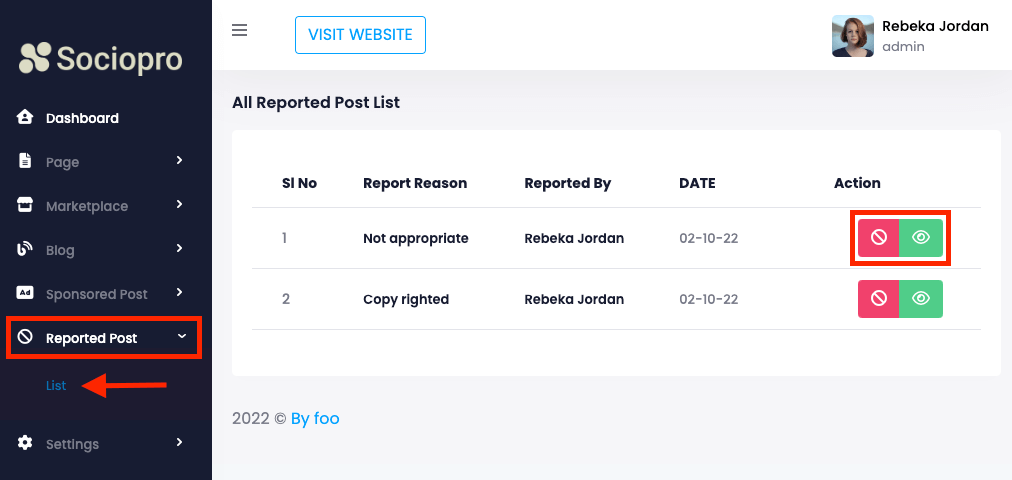 Sociopro
VISIT WEBSITE
Rebeka Jordan
admin
Dashboard
Page
Marketplace
Blog
Ad Sponsored Post
Reported Post
List
Settings
All Reported Post List
Sl No Report Reason Reported By DATE Action
1 Not appropriate Rebeka Jordan 02-10-22
2 Copy righted Rebeka Jordan 02-10-22
2022 © By foo